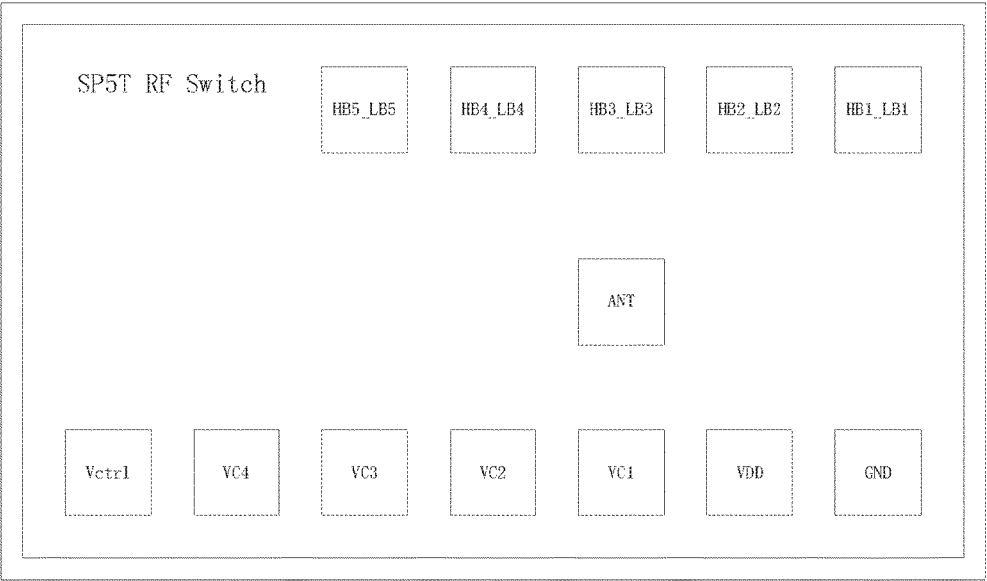 SP5T RF Switch
HB5_LB5 HB4_LB4 HB3_LB3 HB2_LB2 HB1_LB1
ANT
Vctrl VC4 VC3 VC2 VC1 VDD GND